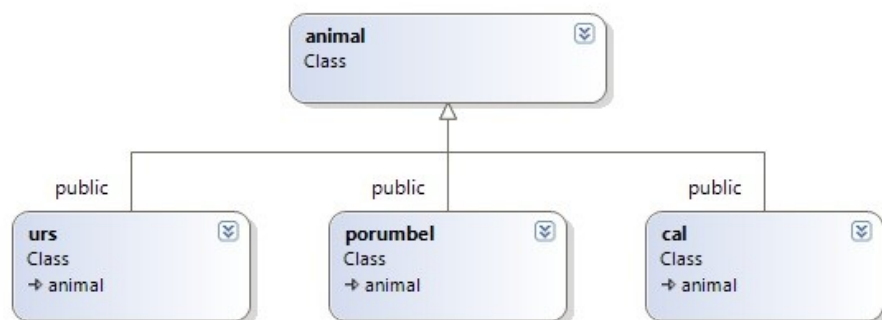 animal
Class
public
public
public
urs
Class
animal
porumbel
Class
animal
cal
Class
animal